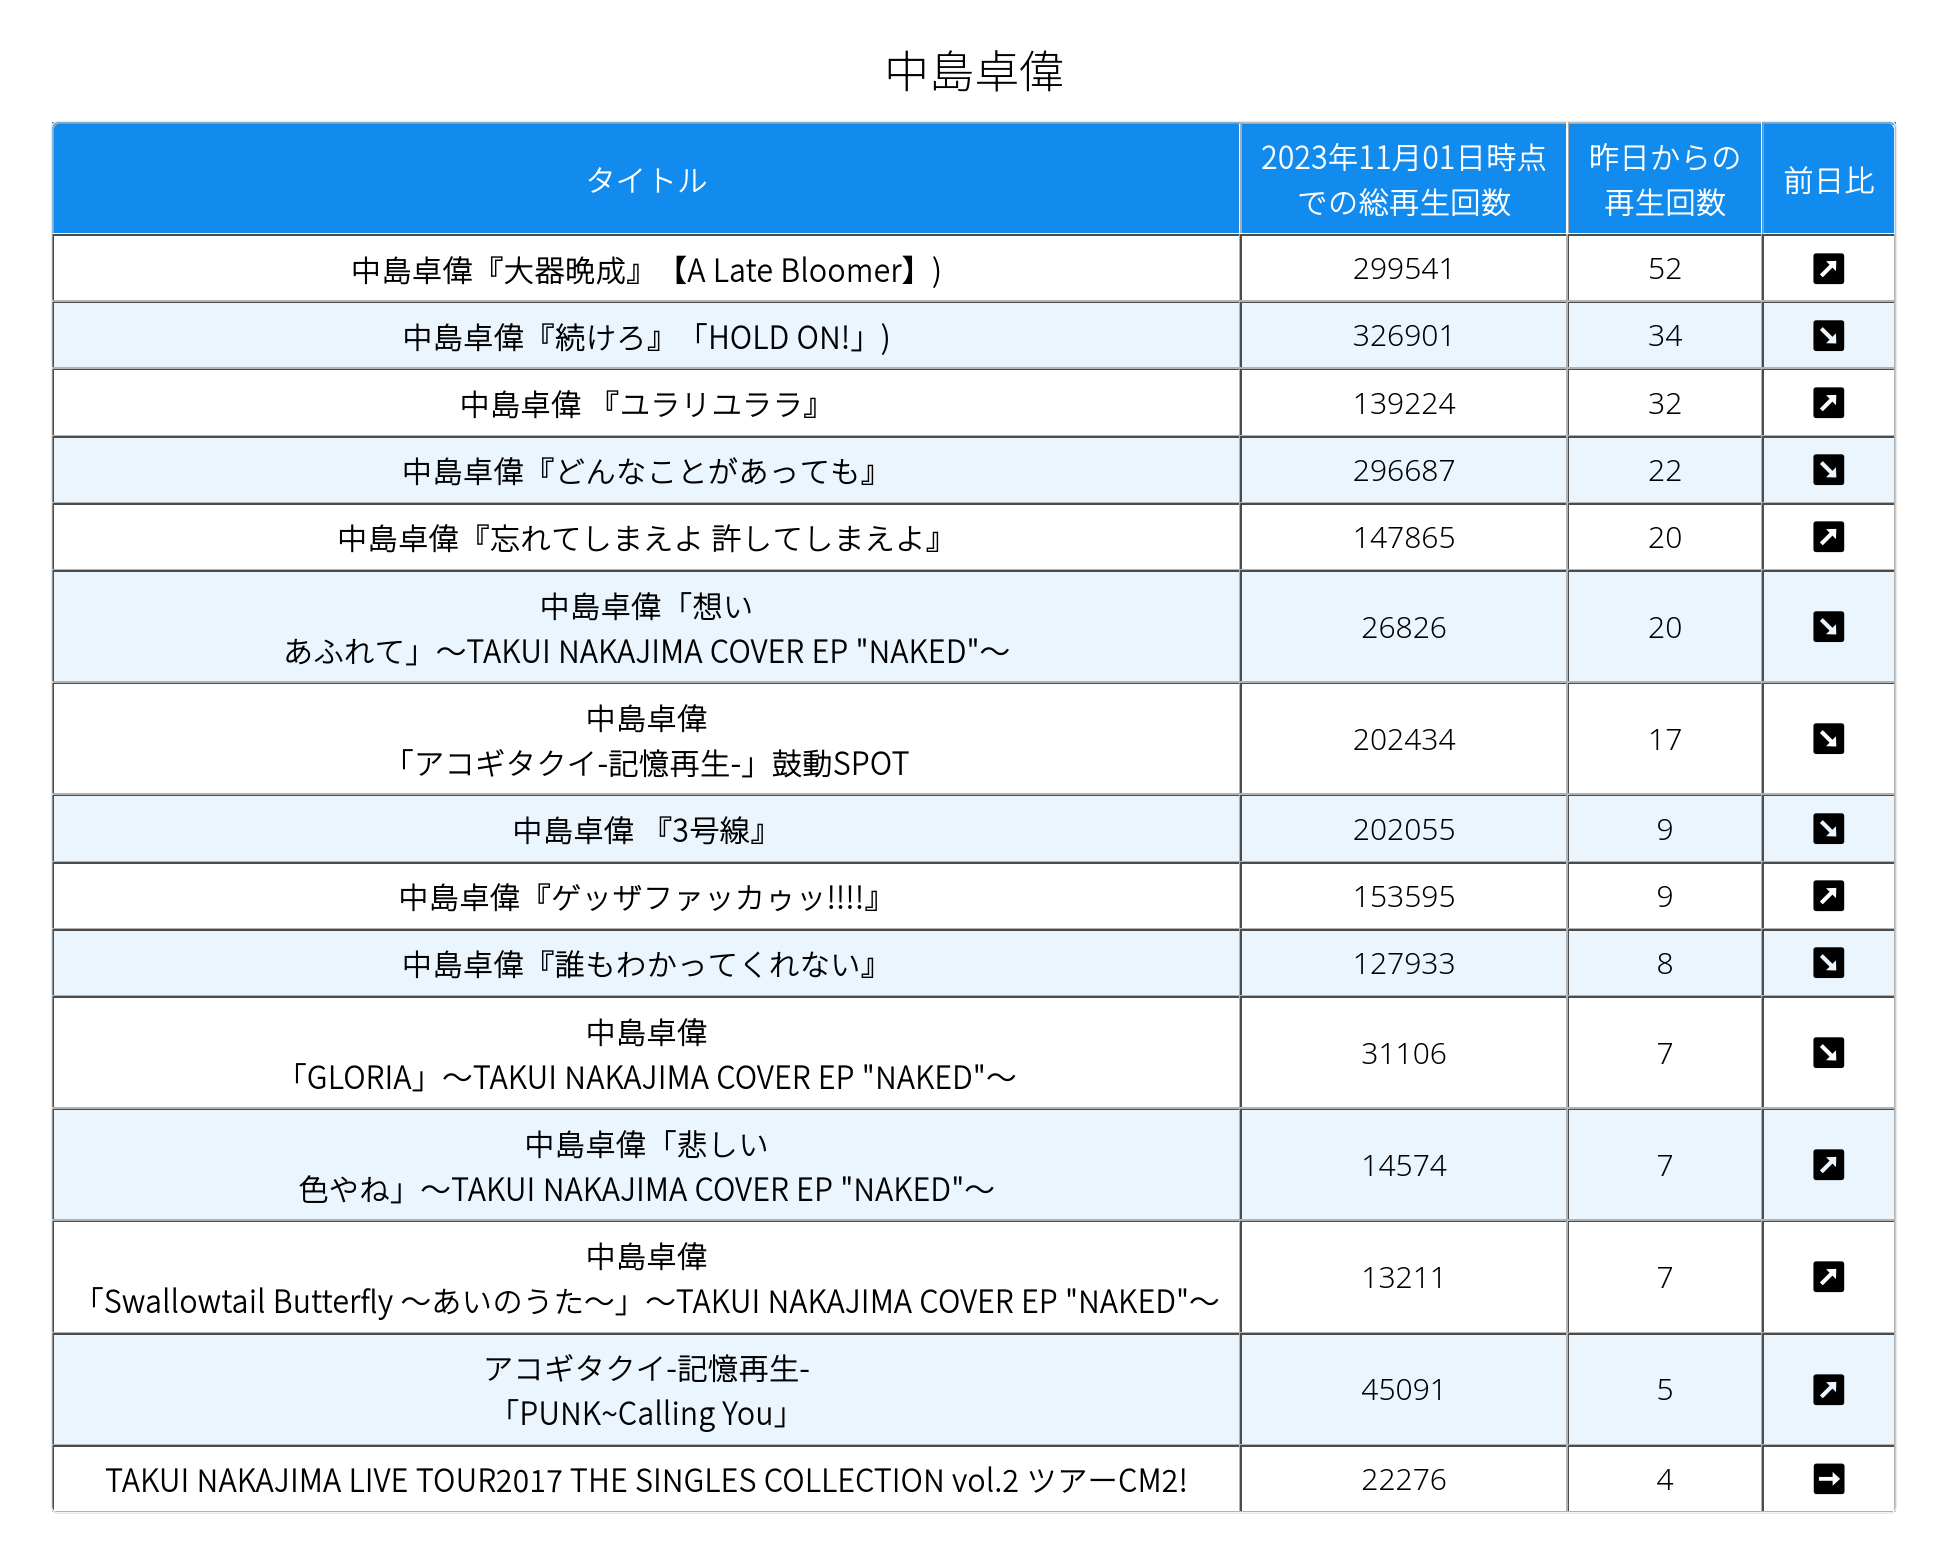 中島卓偉
タイトル
2023年11月01日時点
での総再生回数
昨日からの
再生回数
前日比
中島卓偉『大器晩成』【A Late Bloomer】)
299541
52
中島卓偉『続けろ』「HOLD ON!」)
326901
34
中島卓偉 『ユラリユララ』
139224
32
中島卓偉『どんなことがあっても』
296687
22
中島卓偉『忘れてしまえよ 許してしまえよ』
147865
20
中島卓偉「想い
あふれて」～TAKUI NAKAJIMA COVER EP "NAKED"～
26826
20
中島卓偉
「アコギタクイ-記憶再生-」鼓動SPOT
202434
17
中島卓偉 『3号線』
202055
9
中島卓偉『ゲッザファッカゥッ!!!!』
153595
9
中島卓偉『誰もわかってくれない』
127933
8
中島卓偉
「GLORIA」～TAKUI NAKAJIMA COVER EP "NAKED"～
31106
7
中島卓偉「悲しい
色やね」～TAKUI NAKAJIMA COVER EP "NAKED"～
14574
7
中島卓偉
「Swallowtail Butterfly ～あいのうた～」～TAKUI NAKAJIMA COVER EP "NAKED"～
13211
7
アコギタクイ-記憶再生-
「PUNK~Calling You」
45091
5
TAKUI NAKAJIMA LIVE TOUR2017 THE SINGLES COLLECTION vol.2 ツアーCM2!
22276
4